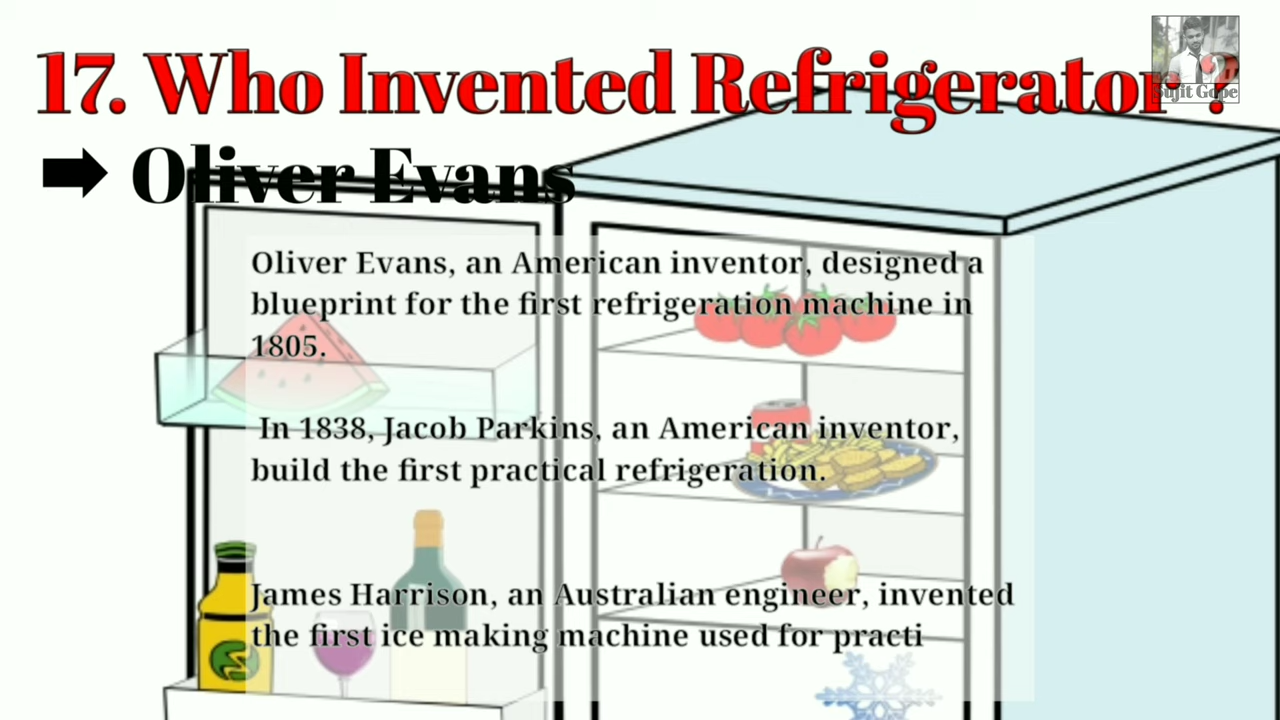 17. Who Invented Refrigerator ?
Sujit Gope
➡ Oliver Evans
Oliver Evans, an American inventor, designed a
blueprint for the first refrigeration machine in
1805.
In 1838, Jacob Parkins, an American inventor,
build the first practical refrigeration.
James Harrison, an Australian engineer, invented
the first ice making machine used for practi